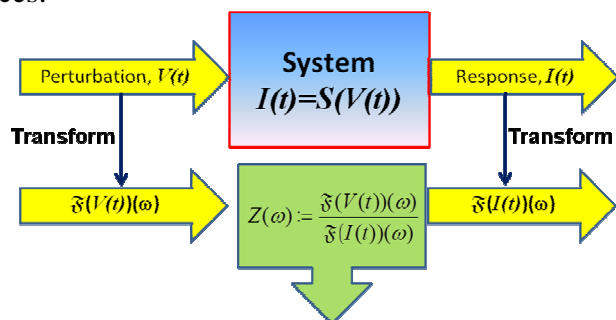 System
Perturbation, V(t)
I(t)=S(V(t))
Response, I(t)
Transform
Transform
𝔉(V(t))(ω)
Z(ω) := 𝔉(V(t))(ω) / 𝔉(I(t))(ω)
𝔉(I(t))(ω)